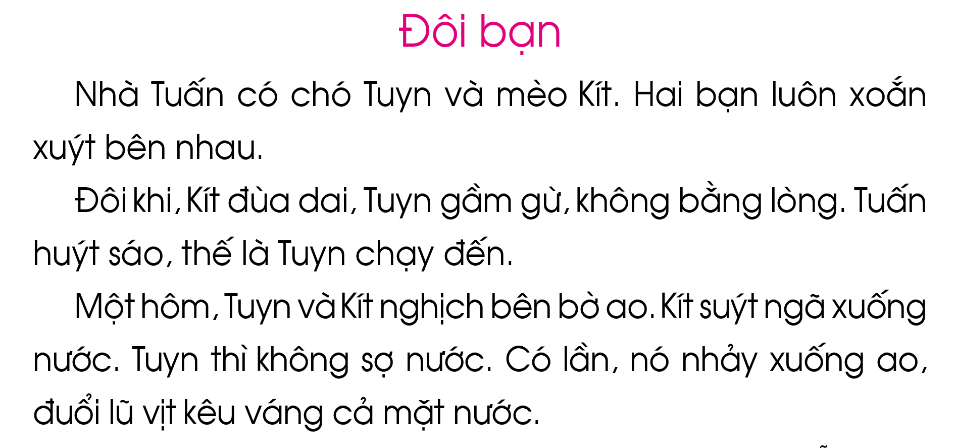 Đôi bạn
Nhà Tuấn có chó Tuyn và mèo Kít. Hai bạn luôn xoắn
xuýt bên nhau.
Đôi khi, Kít đùa dai, Tuyn gầm gừ, không bằng lòng. Tuấn
huýt sáo, thế là Tuyn chạy đến.
Một hôm, Tuyn và Kít nghịch bên bờ ao. Kít suýt ngã xuống
nước. Tuyn thì không sợ nước. Có lần, nó nhảy xuống ao,
đuổi lũ vịt kêu váng cả mặt nước.